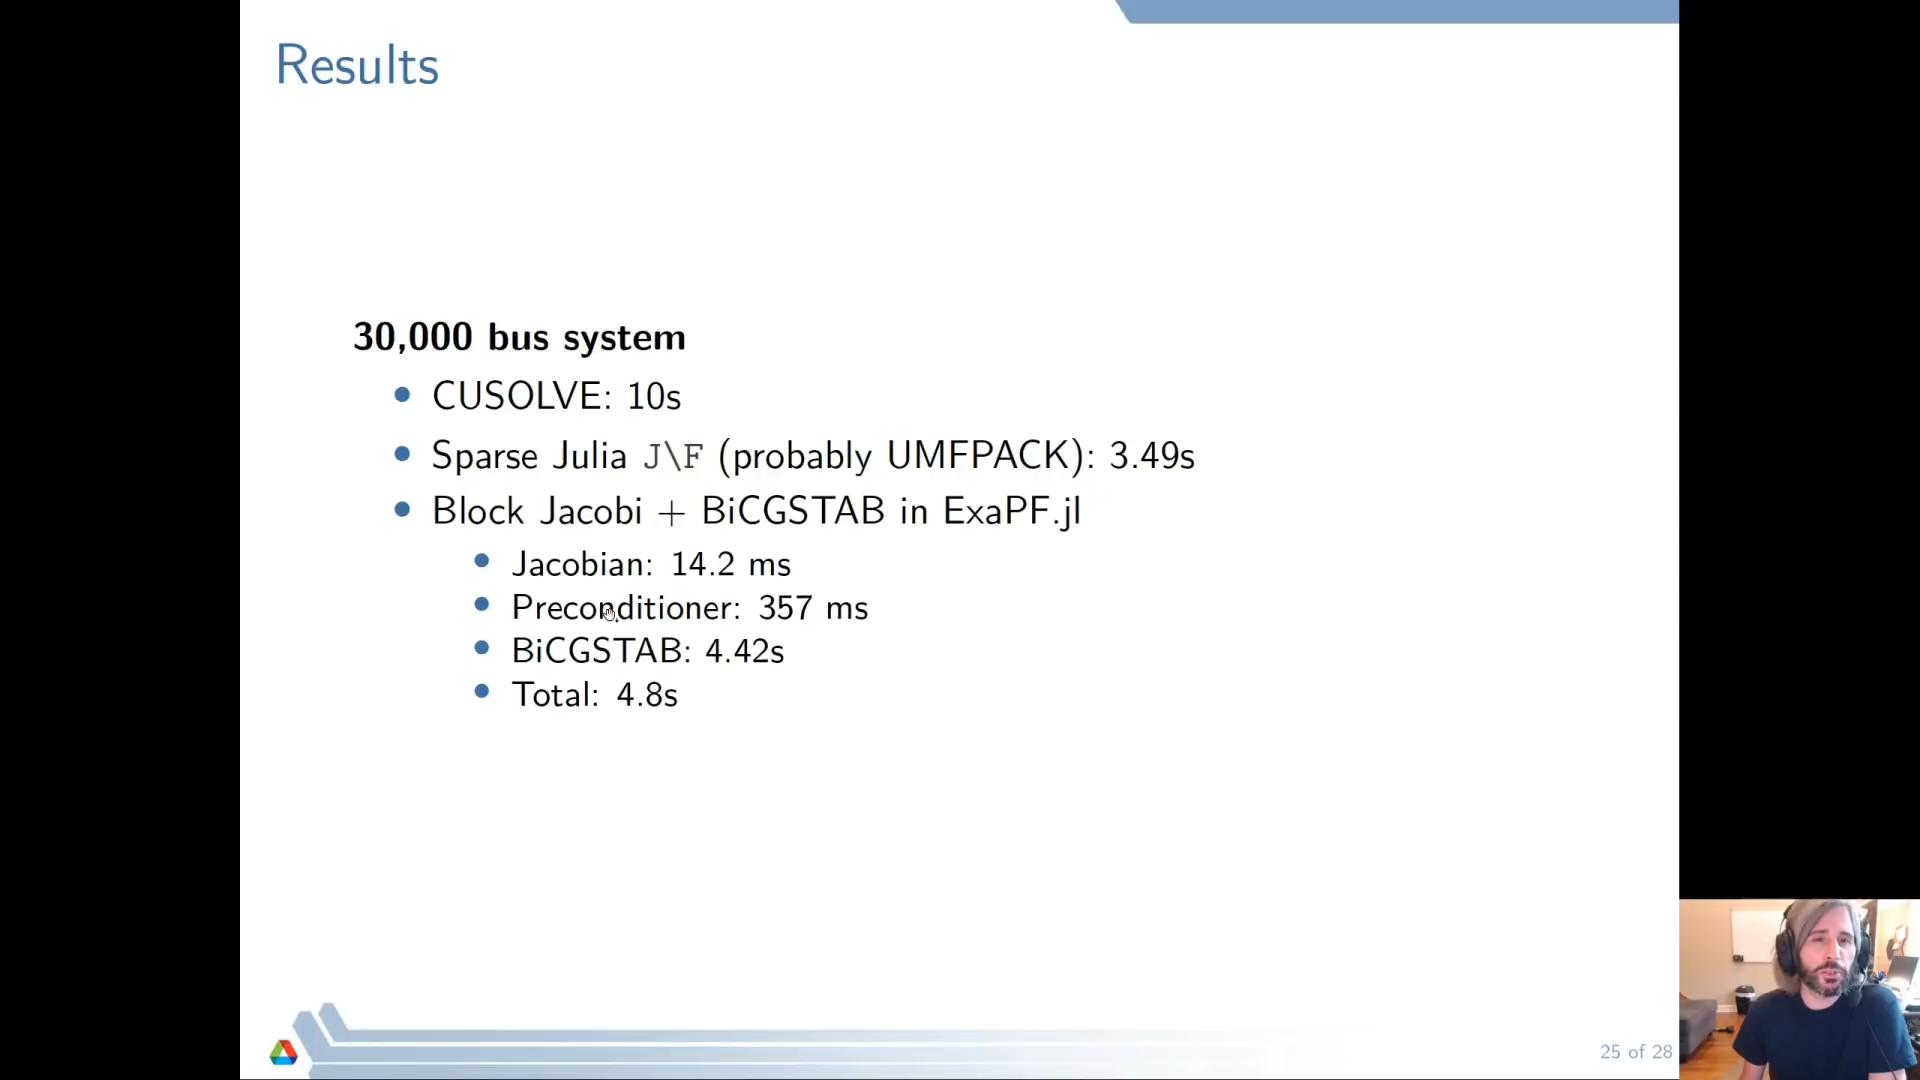 Results
30,000 bus system
CUSOLVE: 10s
Sparse Julia J\F (probably UMFPACK): 3.49s
Block Jacobi + BiCGSTAB in ExaPF.jl
Jacobian: 14.2 ms
Preconditioner: 357 ms
BiCGSTAB: 4.42s
Total: 4.8s
25 of 28